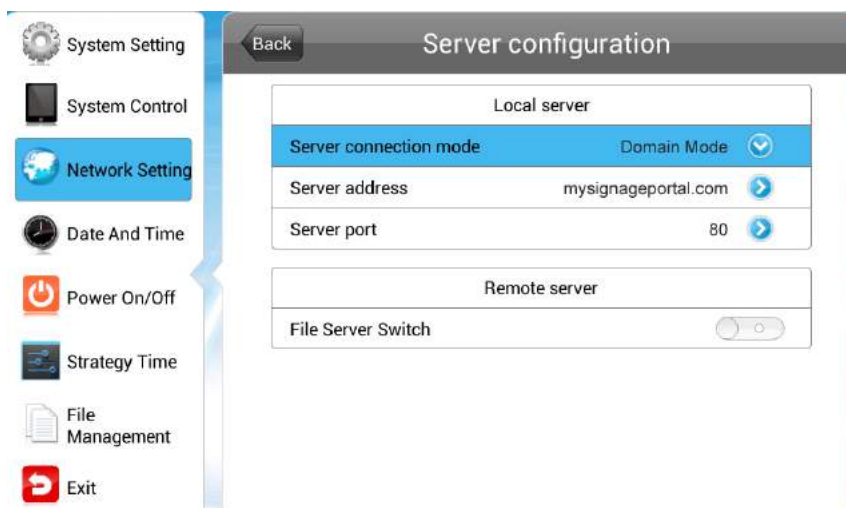 System Setting
System Control
Network Setting
Date And Time
Power On/Off
Strategy Time
File
Management
Exit
Back
Server configuration
Local server
Server connection mode Domain Mode
Server address mysignageportal.com
Server port 80
Remote server
File Server Switch